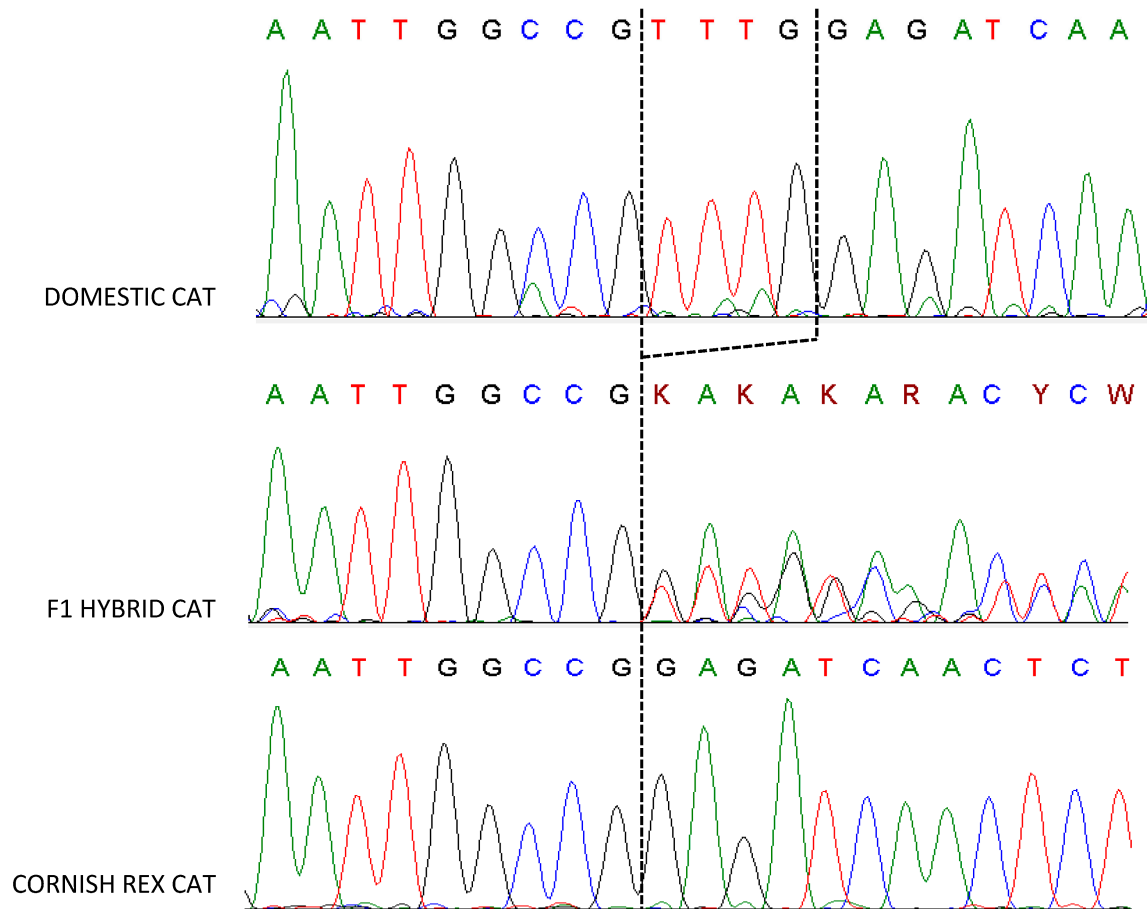 A A T T G G C C G T T T G G A G A T C A A
DOMESTIC CAT
A A T T G G C C G K A K A K A R A C Y C W
F1 HYBRID CAT
A A T T G G C C G G A G A T C A A C T C T
CORNISH REX CAT